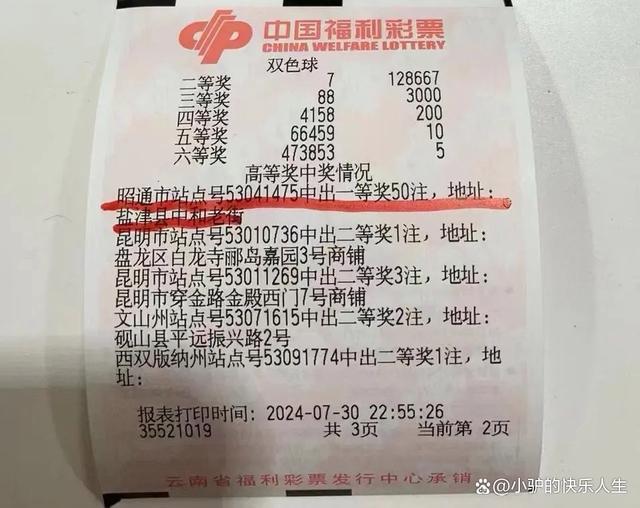 中国福利彩票
CHINA WELFARE LOTTERY
双色球
二等奖 7 128667
三等奖 88 3000
四等奖 4158 200
五等奖 66459 10
六等奖 473853 5
高等奖中奖情况
昭通市站点号53041475中出一等奖50注，地址：
盐津县中和老街
昆明市站点号53010736中出二等奖1注，地址：
盘龙区白龙寺郦岛嘉园3号商铺
昆明市站点号53011269中出二等奖3注，地址：
昆明市穿金路金殿西门7号商铺
文山州站点号53071615中出二等奖2注，地址：
砚山县平远振兴路2号
西双版纳州站点号53091774中出二等奖1注，地
址：
报表打印时间：2024-07-30 22:55:26
35521019 共 3页 当前第 2页
云南省福利彩票发行中心承销
@小驴的快乐人生